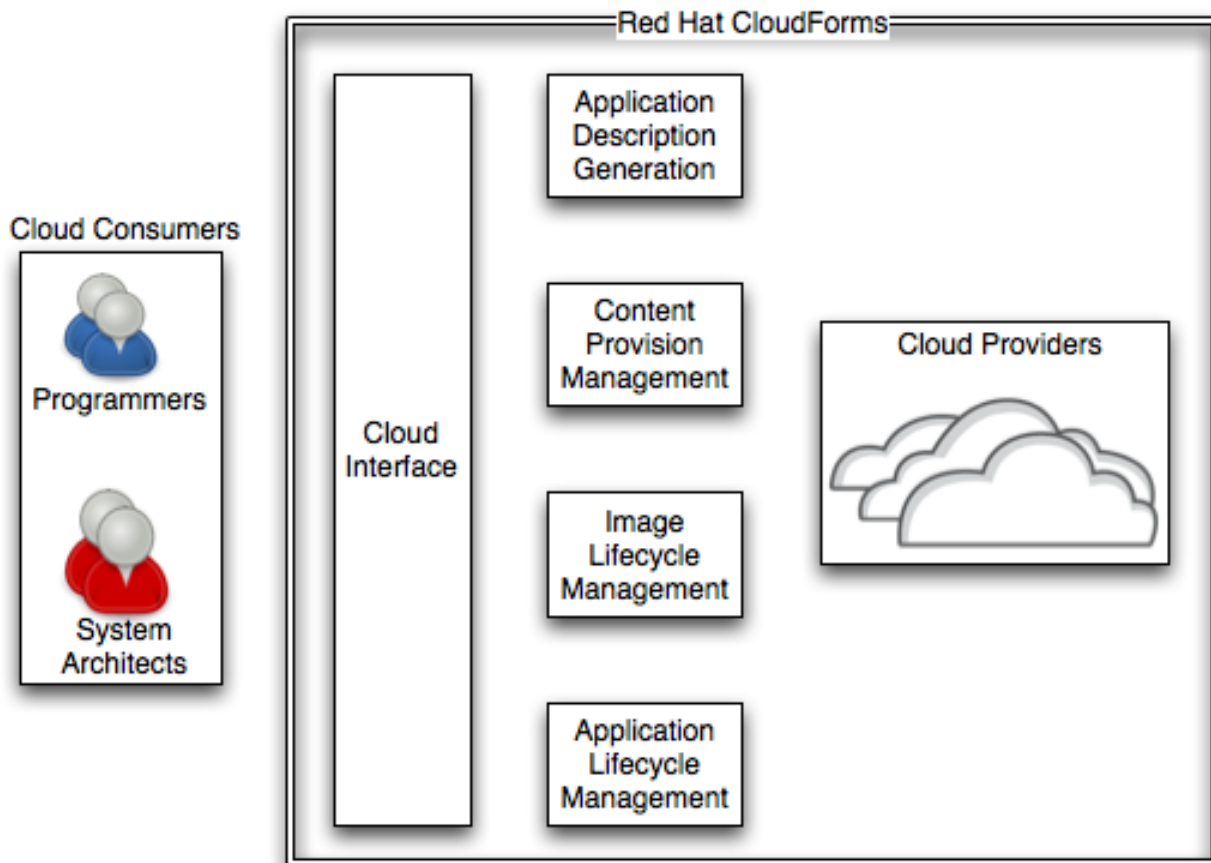 Red Hat CloudForms
Cloud Consumers
Programmers
System
Architects
Cloud
Interface
Application
Description
Generation
Content
Provision
Management
Image
Lifecycle
Management
Application
Lifecycle
Management
Cloud Providers